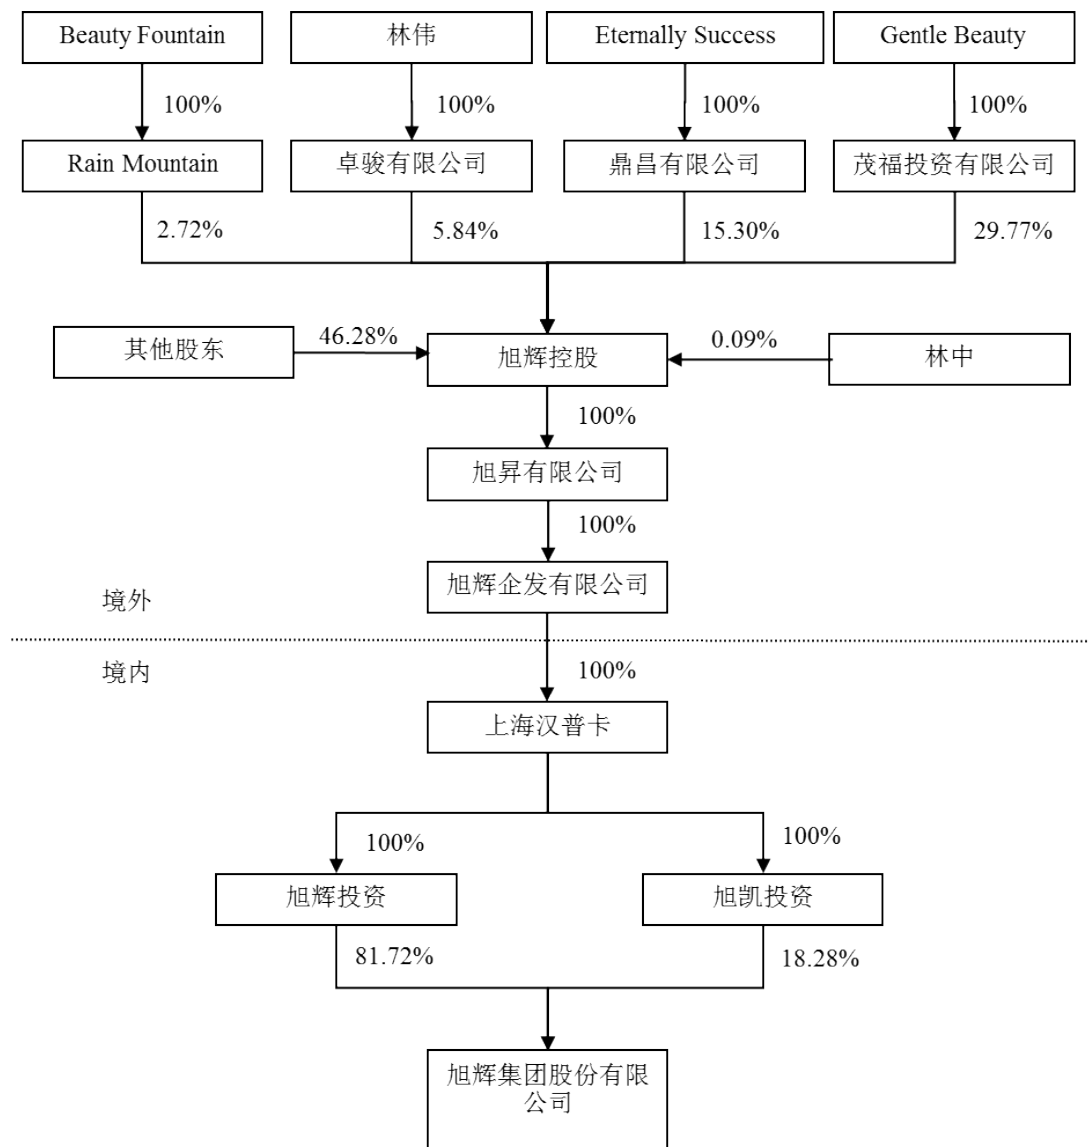 Beauty Fountain
林伟
Eternally Success
Gentle Beauty
100%
100%
100%
100%
Rain Mountain
卓骏有限公司
鼎昌有限公司
茂福投资有限公司
2.72%
5.84%
15.30%
29.77%
其他股东
46.28%
旭辉控股
0.09%
林中
100%
旭昇有限公司
100%
旭辉企发有限公司
境外
境内
100%
上海汉普卡
100%
100%
旭辉投资
旭凯投资
81.72%
18.28%
旭辉集团股份有限
公司